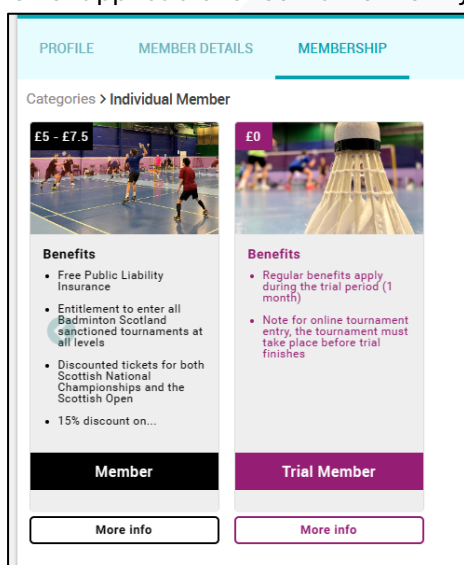 PROFILE MEMBER DETAILS MEMBERSHIP
Categories > Individual Member
£5 - £7.5
Benefits
• Free Public Liability
Insurance
• Entitlement to enter all
Badminton Scotland
sanctioned tournaments at
all levels
• Discounted tickets for both
Scottish National
Championships and the
Scottish Open
• 15% discount on...
Member
More info
£0
Benefits
• Regular benefits apply
during the trial period (1
month)
• Note for online tournament
entry, the tournament must
take place before trial
finishes
Trial Member
More info